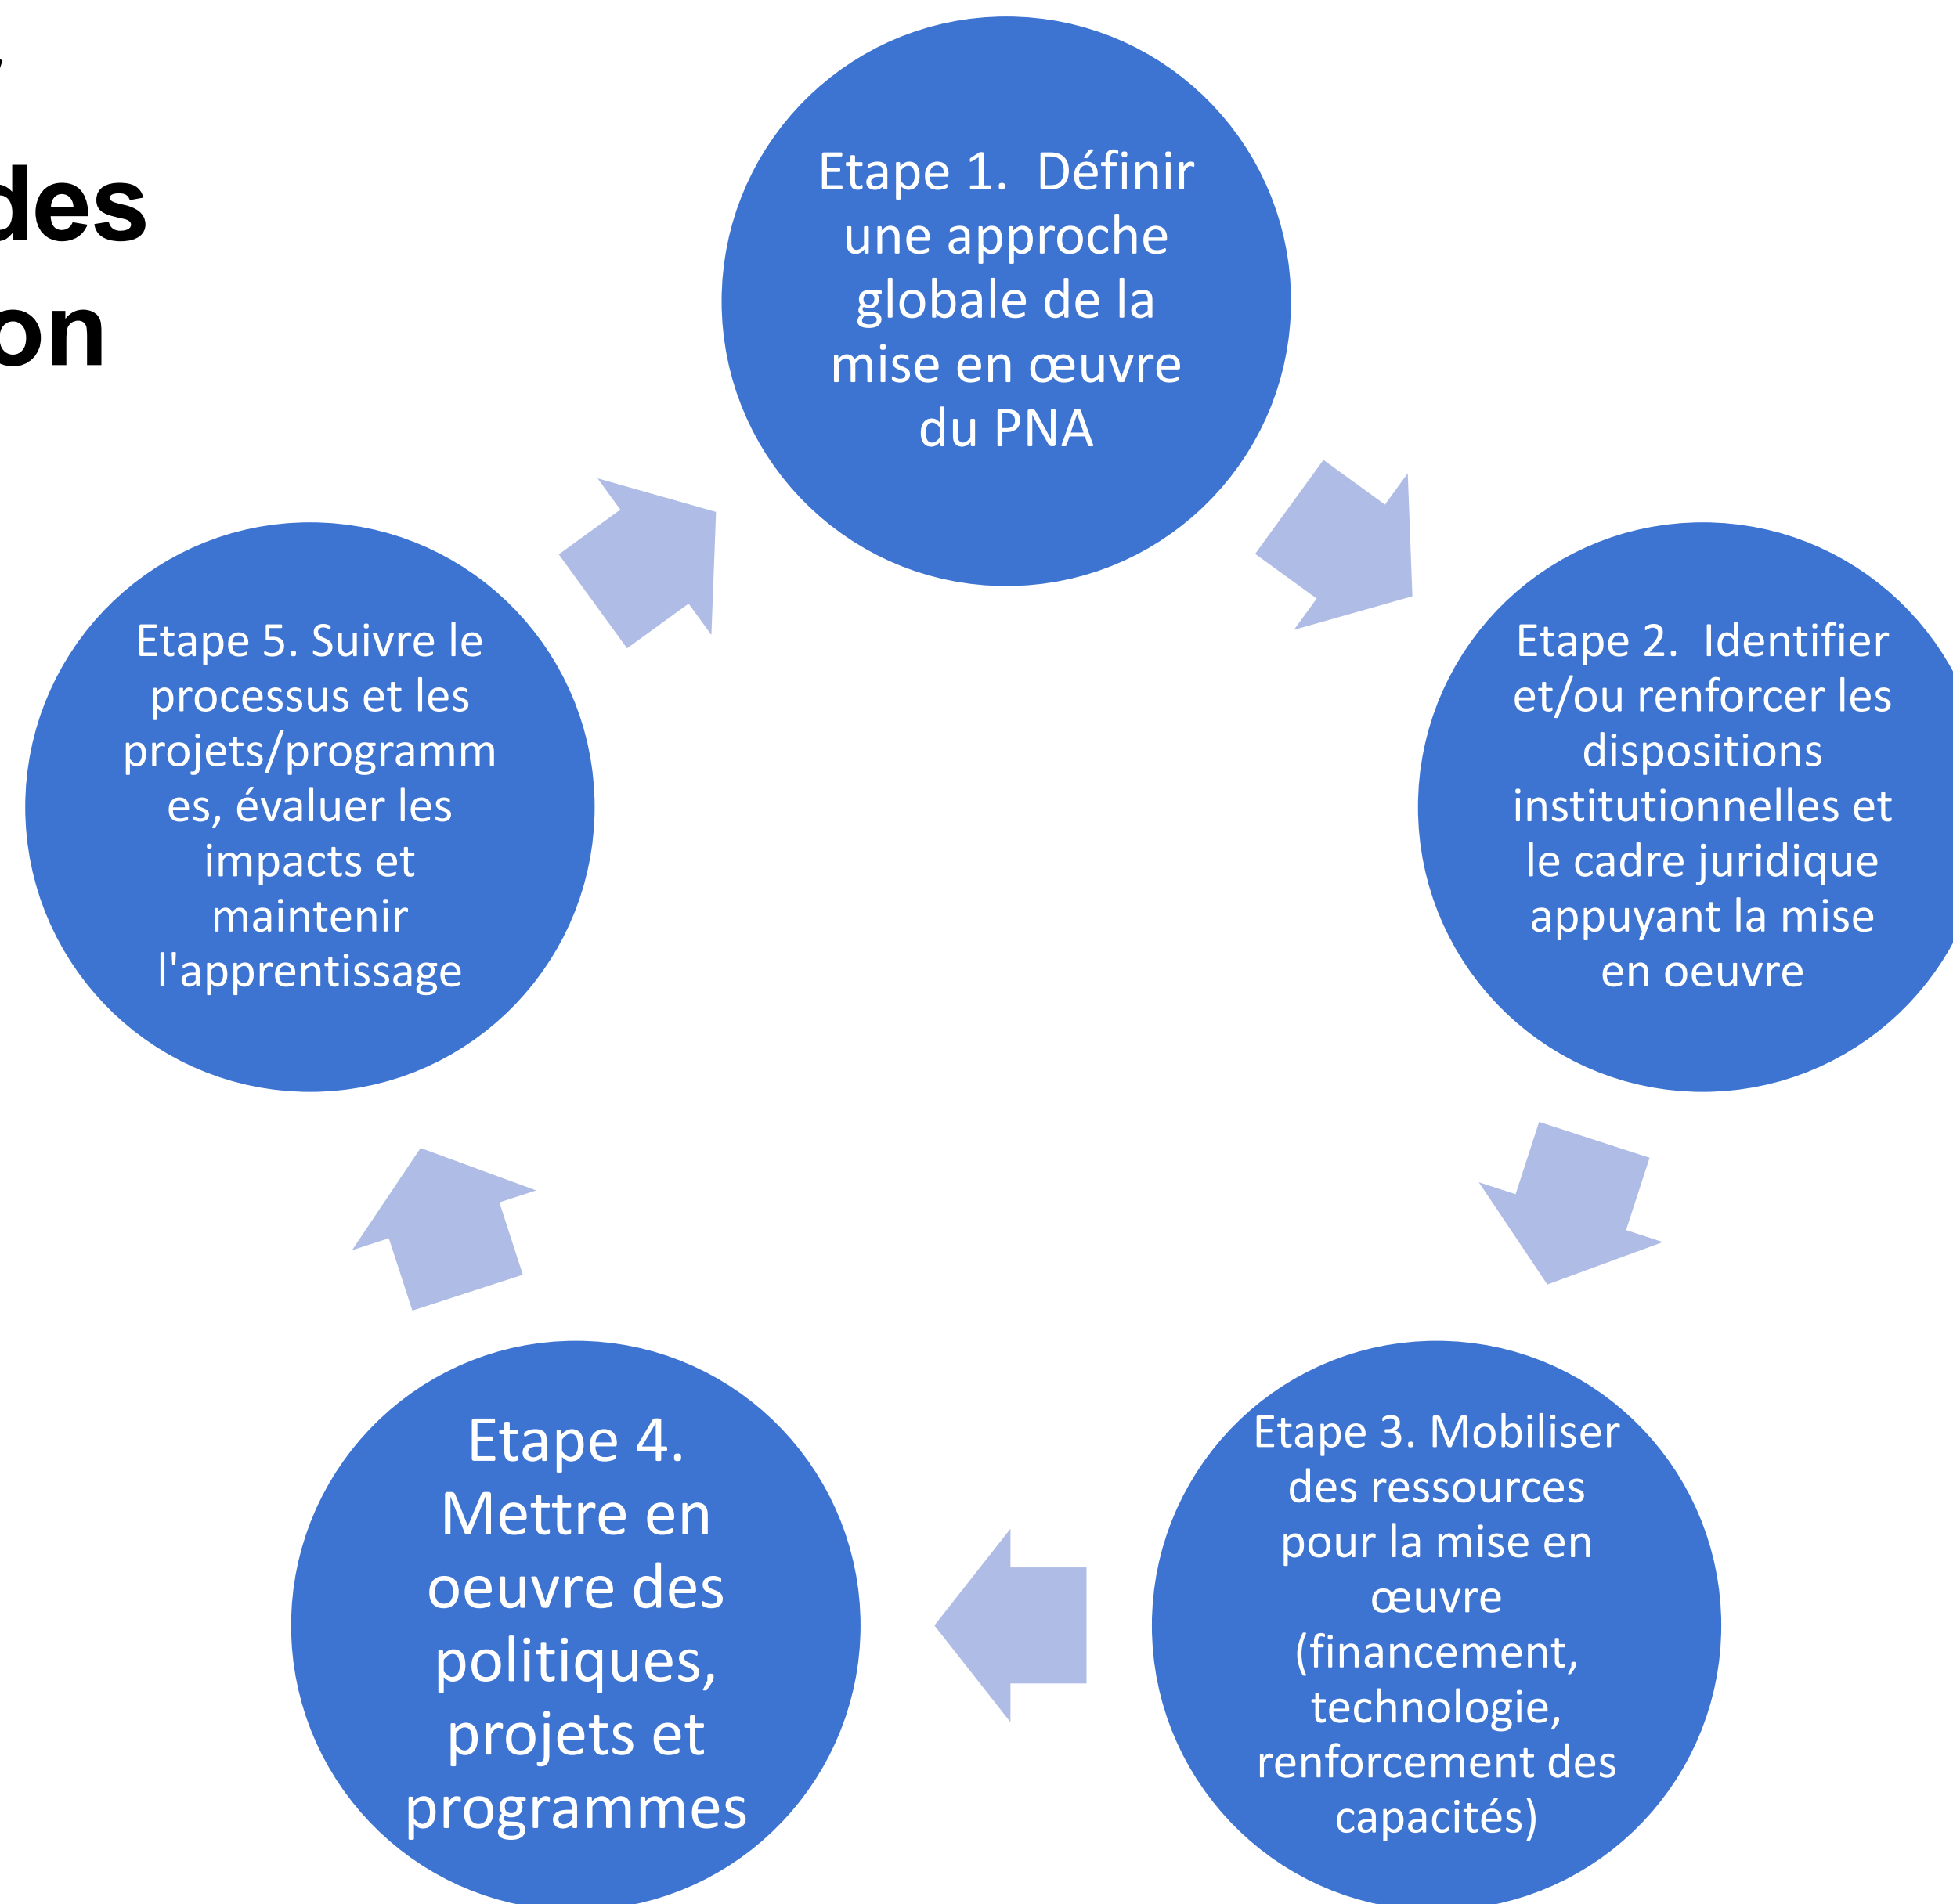 des
on
Etape 1.  Définir
une approche
globale de la
mise en œuvre
du PNA
Etape 2.  Identifier
et/ou renforcer les
dispositions
institutionnelles et
le cadre juridique
appuyant la mise
en oeuvre
Etape 3. Mobiliser
des ressources
pour la mise en
œuvre
(financement,
technologie,
renforcement des
capacités)
Etape 4.
Mettre en
oeuvre des
politiques,
projets et
programmes
Etape 5. Suivre le
processus et les
projets/programm
es, évaluer les
impacts et
maintenir
l'apprentissage